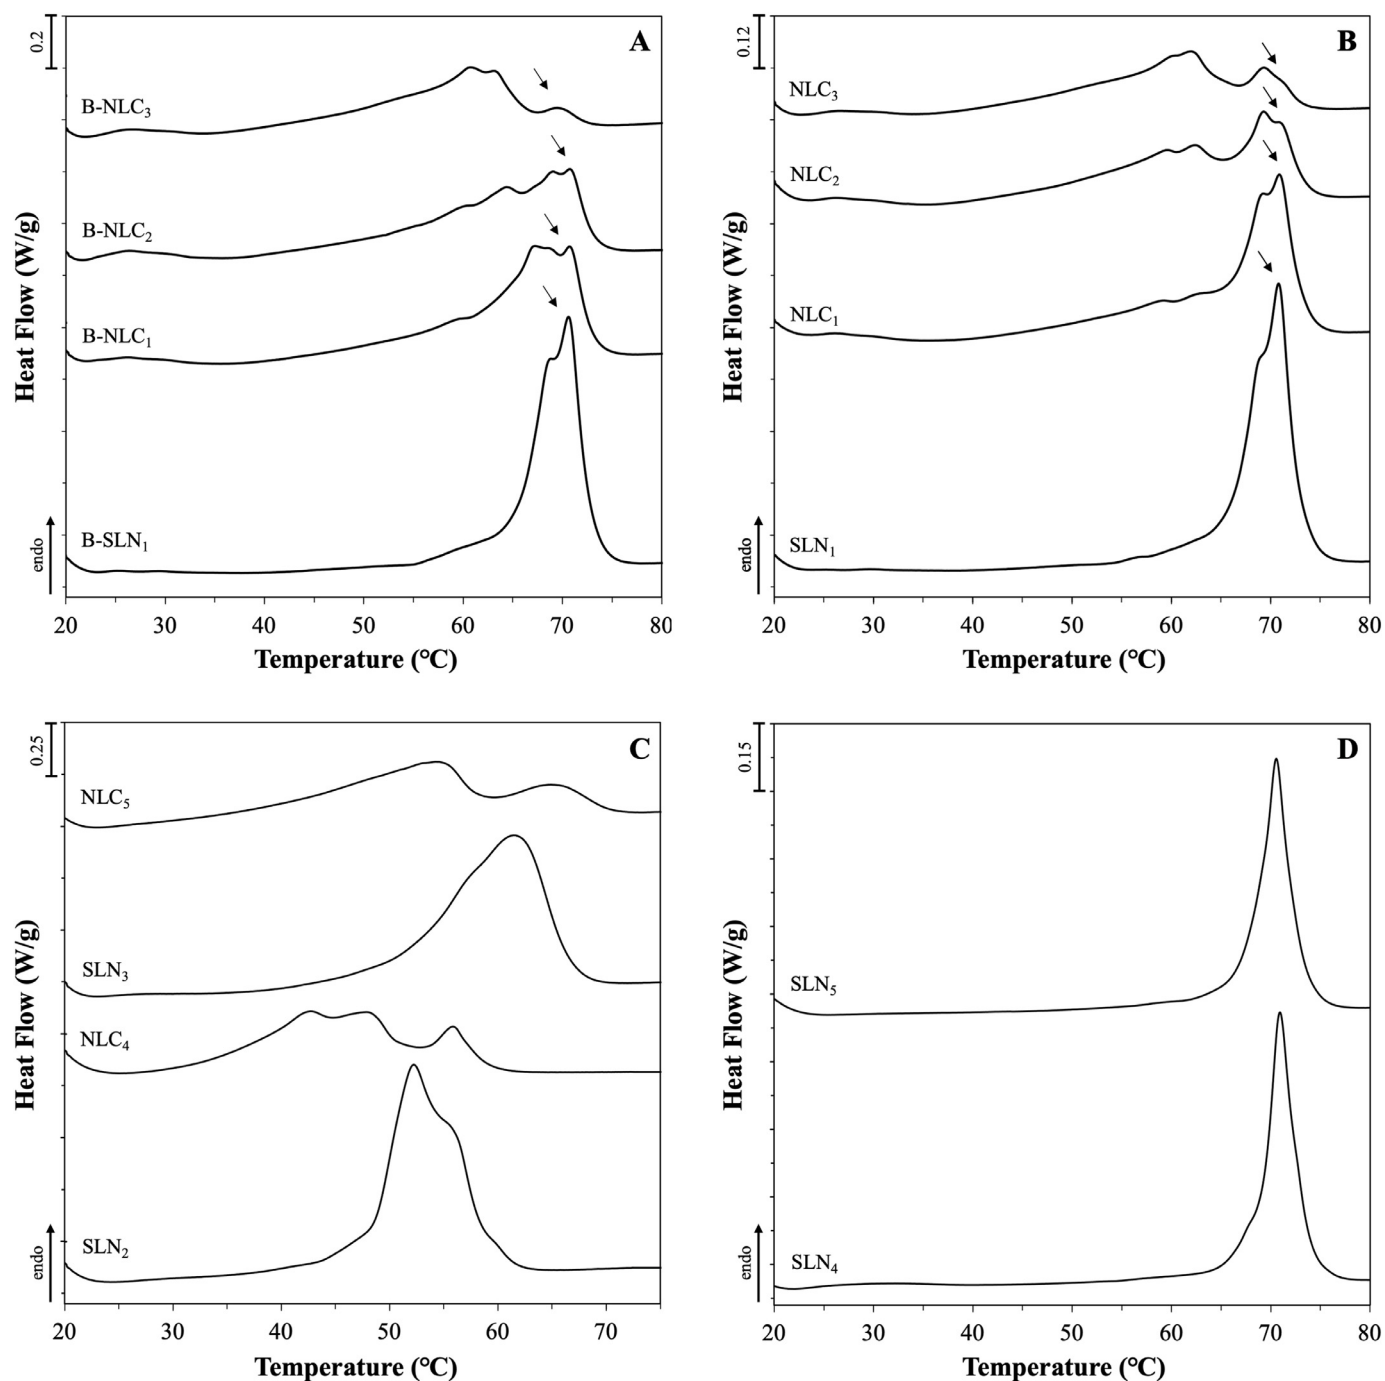 0.2
A
B-NLC3
B-NLC2
B-NLC1
B-SLN1
endo
Heat Flow (W/g)
20 30 40 50 60 70 80
Temperature (°C)
0.12
B
NLC3
NLC2
NLC1
SLN1
endo
Heat Flow (W/g)
20 30 40 50 60 70 80
Temperature (°C)
0.25
C
NLC5
SLN3
NLC4
SLN2
endo
Heat Flow (W/g)
20 30 40 50 60 70
Temperature (°C)
0.15
D
SLN5
SLN4
endo
Heat Flow (W/g)
20 30 40 50 60 70 80
Temperature (°C)